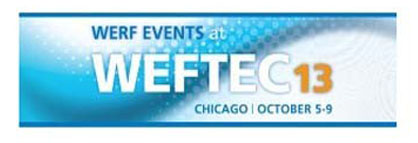 WERF EVENTS at
WEFTEC13
CHICAGO | OCTOBER 5-9